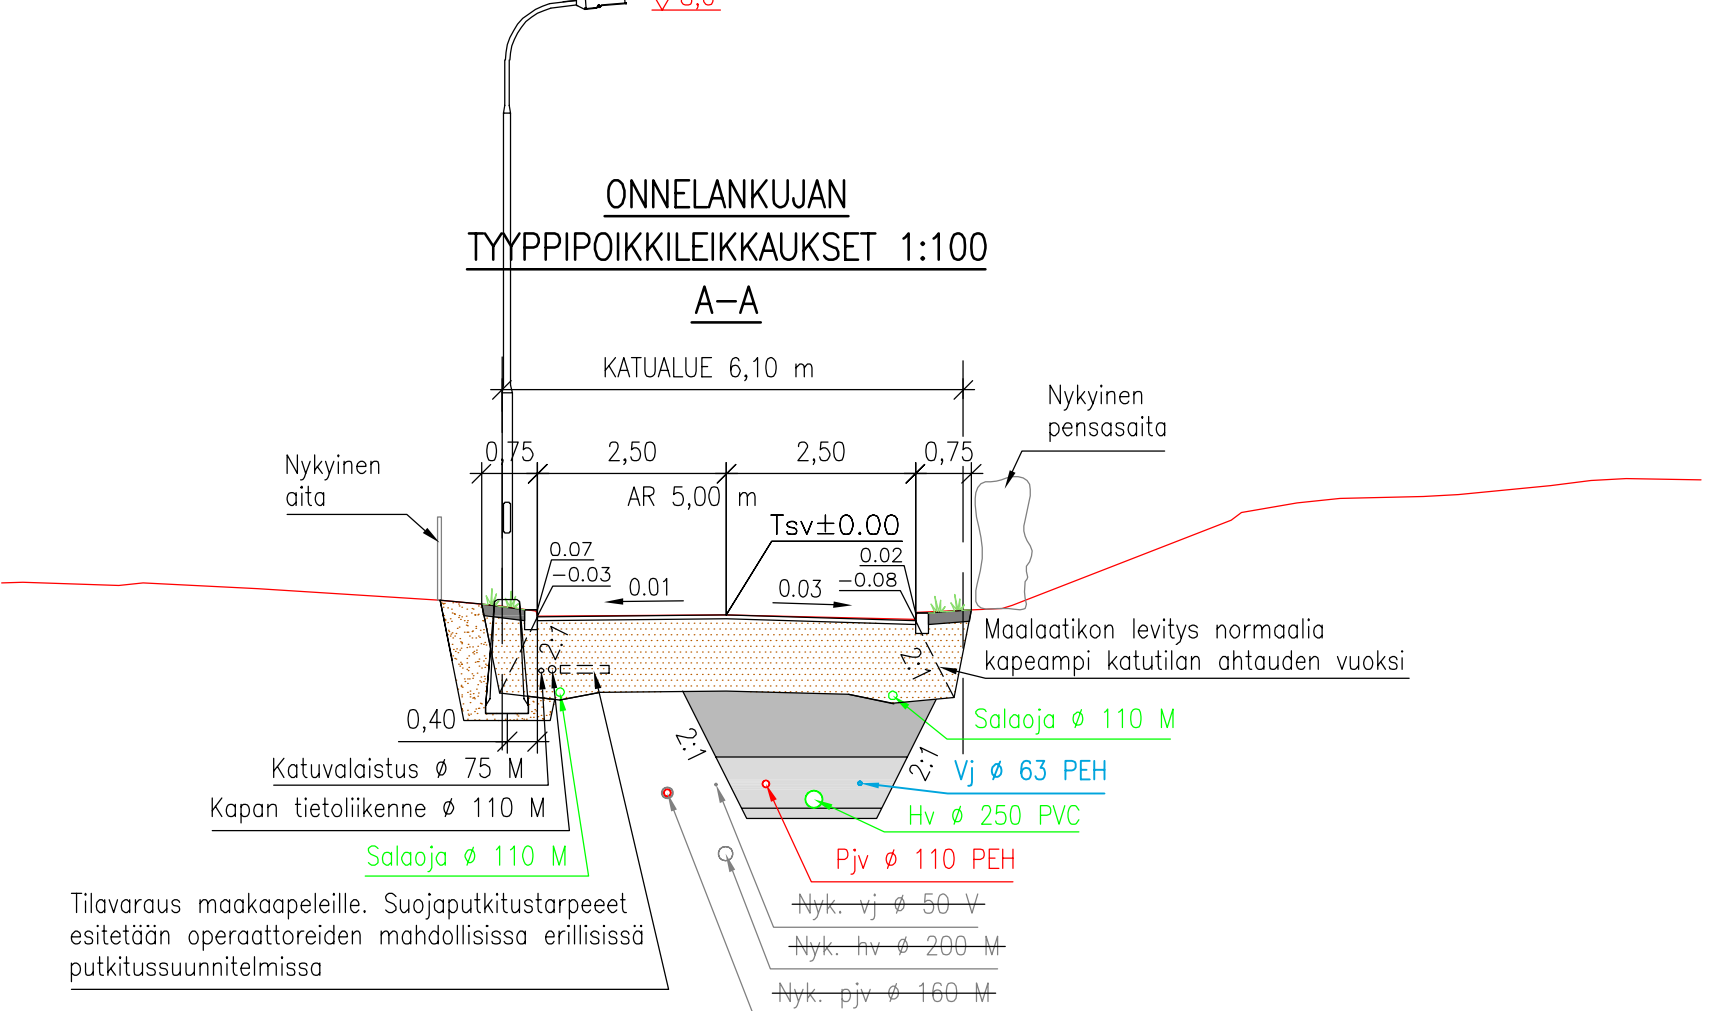 ONNELANKUJAN
TYYPPIPOIKKILEIKKAUKSET 1:100
A-A
KATUALUE 6,10 m
Nykyinen
pensasaita
0,75
2,50
2,50
0,75
AR 5,00 m
Nykyinen
aita
Tsv±0.00
0.07
-0.03
0.01
0.03
0.02
-0.08
2:1
2:1
Maalaatikon levitys normaalia
kapeampi katutilan ahtauden vuoksi
0,40
Salaoja ø 110 M
2:1
2:1
Katuvalaistus ø 75 M
Vj ø 63 PEH
Kapan tietoliikenne ø 110 M
Hv ø 250 PVC
Salaoja ø 110 M
Pjv ø 110 PEH
Tilavaraus maakaapeleille. Suojaputkitustarpeeet
esitetään operaattoreiden mahdollisissa erillisissä
putkitussuunnitelmissa
Nyk. vj ø 50 V
Nyk. hv ø 200 M
Nyk. pjv ø 160 M